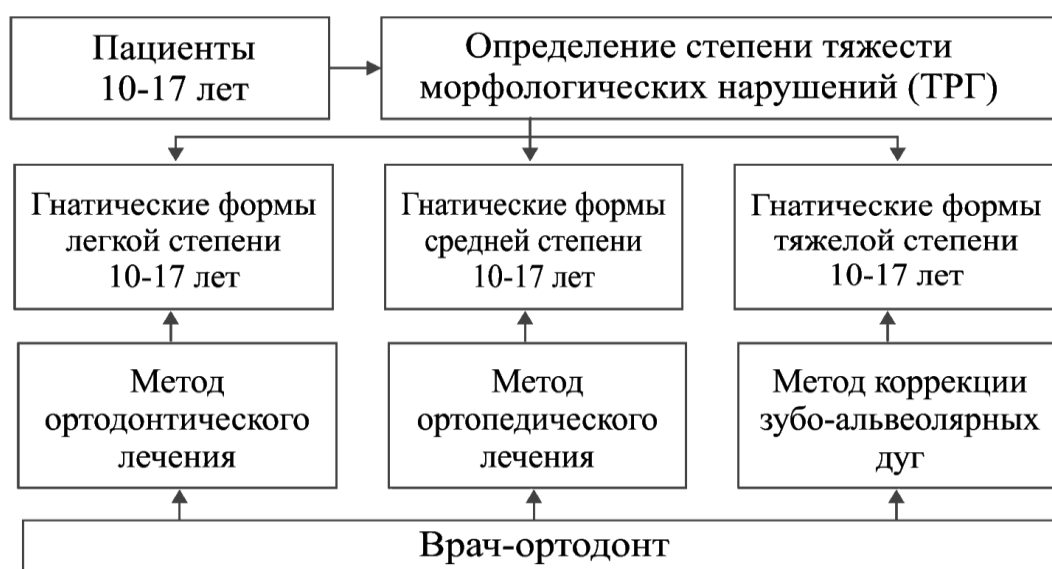 Пациенты
10-17 лет
Определение степени тяжести
морфологических нарушений (ТРГ)
Гнатические формы
легкой степени
10-17 лет
Гнатические формы
средней степени
10-17 лет
Гнатические формы
тяжелой степени
10-17 лет
Метод
ортодонтического
лечения
Метод
ортопедического
лечения
Метод коррекции
зубо-альвеолярных
дуг
Врач-ортодонт